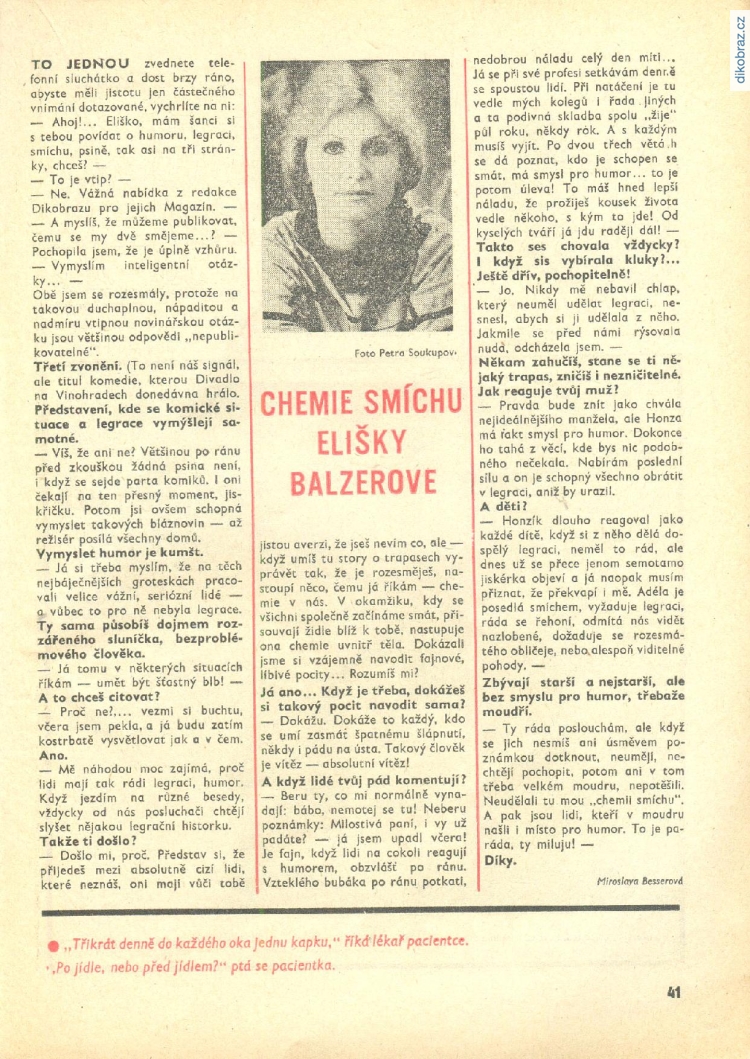 dikobraz.cz
TO JEDNOU zvednete tele-
fonní sluchátko a dost brzy ráno,
abyste měli jistotu jen částečného
vnímání dotazované, vychrlíte na ni:
— Ahoj!... Eliško, mám šanci si
s tebou povídat o humoru, legraci,
smíchu, psině, tak asi na tři strán-
ky, chceš? —
— To je vtip? —
— Ne. Vážná nabídka z redakce
Dikobrazu pro jejich Magazin. —
— A myslíš, že můžeme publikovat,
čemu se my dvě smějeme...? —
Pochopila jsem, že je úplně vzhůru.
— Vymyslím inteligentní otáz-
ky... —
Obě jsem se rozesmály, protože na
takovou duchaplnou, nápaditou a
nadmíru vtipnou novinářskou otáz-
ku jsou většinou odpovědi „nepubli-
kovatelné".
Třetí zvonění. (To není náš signál,
ale titul komedie, kterou Divadlo
na Vinohradech donedávna hrálo.
Představení, kde se komické si-
tuace a legrace vymýšlejí sa-
motné.
— Víš, že ani ne? Většinou po ránu
před zkouškou žádná psina není,
i když se sejde parta komiků. I oni
čekají na ten přesný moment, jis-
křičku. Potom jsi ovšem schopná
vymyslet takových bláznovin — až
režisér posílá všechny domů.
Vymyslet humor je kumšt.
— Já si třeba myslím, že na těch
nejbáječnějších groteskách praco-
vali velice vážní, seriózní lidé —
a vůbec to pro ně nebyla legrace.
Ty sama působíš dojmem roz-
zářeného sluníčka, bezproblé-
mového člověka.
— Já tomu v některých situacích
říkám — umět být šťastný blb! —
A to chceš citovat?
— Proč ne?,... vezmi si buchtu,
včera jsem pekla, a já budu zatím
kostrbatě vysvětlovat jak a v čem.
Ano.
— Mě náhodou moc zajímá, proč
lidi mají tak rádi legraci, humor.
Když jezdím na různé besedy,
vždycky od nás posluchači chtějí
slyšet nějakou legrační historku.
Takže ti došlo?
— Došlo mi, proč. Představ si, že
přijedeš mezi absolutně cizí lidi,
které neznáš, oni mají vůči tobě
Foto Petra Soukupov.
CHEMIE SMÍCHU
ELIŠKY
BALZEROVE
jistou averzi, že jseš nevím co, ale —
když umíš tu story o trapasech vy-
právět tak, že je rozesměješ, na-
stoupí něco, čemu já říkám — che-
mie v nás. V okamžiku, kdy se
všichni společně začínáme smát, při-
souvají židle blíž k tobě, nastupuje
ona chemie uvnitř těla. Dokázali
jsme si vzájemně navodit fajnové,
líbivé pocity... Rozumíš mi?
Já ano... Když je třeba, dokážeš
si takový pocit navodit sama?
— Dokážu. Dokáže to každý, kdo
se umí zasmát špatnému šlápnutí,
někdy i pádu na ústa. Takový člověk
je vítěz — absolutní vítěz!
A když lidé tvůj pád komentují?
— Beru ty, co mi normálně vyna-
dají: bábo, nemotej se tu! Neberu
poznámky: Milostivá paní, i vy už
padáte? — já jsem upadl včera!
Je fajn, když lidi na cokoli reagují
s humorem, obzvlášť po ránu.
Vzteklého bubáka po ránu potkati,
nedobrou náladu celý den míti...
Já se při své profesi setkávám denně
se spoustou lidí. Při natáčení je tu
vedle mých kolegů i řada jiných
a ta podivná skladba spolu „žije"
půl roku, někdy rok. A s každým
musíš vyjít. Po dvou třech větách
se dá poznat, kdo je schopen se
smát, má smysl pro humor... to je
potom úleva! To máš hned lepší
náladu, že prožiješ kousek života
vedle někoho, s kým to jde! Od
kyselých tváří já jdu raději dál! —
Takto ses chovala vždycky?
I když sis vybírala kluky?...
Ještě dřív, pochopitelně!
— Jo. Nikdy mě nebavil chlap,
který neuměl udělat legraci, ne-
snesl, abych si ji udělala z něho.
Jakmile se před námi rýsovala
nuda, odcházela jsem. —
Někam zahučíš, stane se ti ně-
jaký trapas, zničíš i nezničitelné.
Jak reaguje tvůj muž?
— Pravda bude znít jako chvála
nejideálnějšího manžela, ale Honza
má fakt smysl pro humor. Dokonce
ho tahá z věcí, kde bys nic podob-
ného nečekala. Nabírám poslední
sílu a on je schopný všechno obrátit
v legraci, aniž by urazil.
A děti?
— Honzík dlouho reagoval jako
každé dítě, když si z něho dělá do-
spělý legraci, neměl to rád, ale
dnes už se přece jenom semotamo
jiskérka objeví a já naopak musím
přiznat, že překvapí i mě. Adéla je
posedlá smíchem, vyžaduje legraci,
ráda se řehoní, odmítá nás vidět
nazlobené, dožaduje se rozesmá-
tého obličeje, nebo alespoň viditelné
pohody. —
Zbývají starší a nejstarší, ale
bez smyslu pro humor, třebaže
moudří.
— Ty ráda poslouchám, ale když
se jich nesmíš ani úsměvem po-
známkou dotknout, neumějí, ne-
chtějí pochopit, potom ani v tom
třeba velkém moudru, nepotěšili.
Neudělali tu mou „chemii smíchu".
A pak jsou lidi, kteří v moudru
našli i místo pro humor. To je pa-
ráda, ty miluju! —
Díky.
Miroslava Besserová
● „Třikrát denně do každého oka jednu kapku," říká lékař pacientce.
„Po jídle, nebo před jídlem?" ptá se pacientka.
41